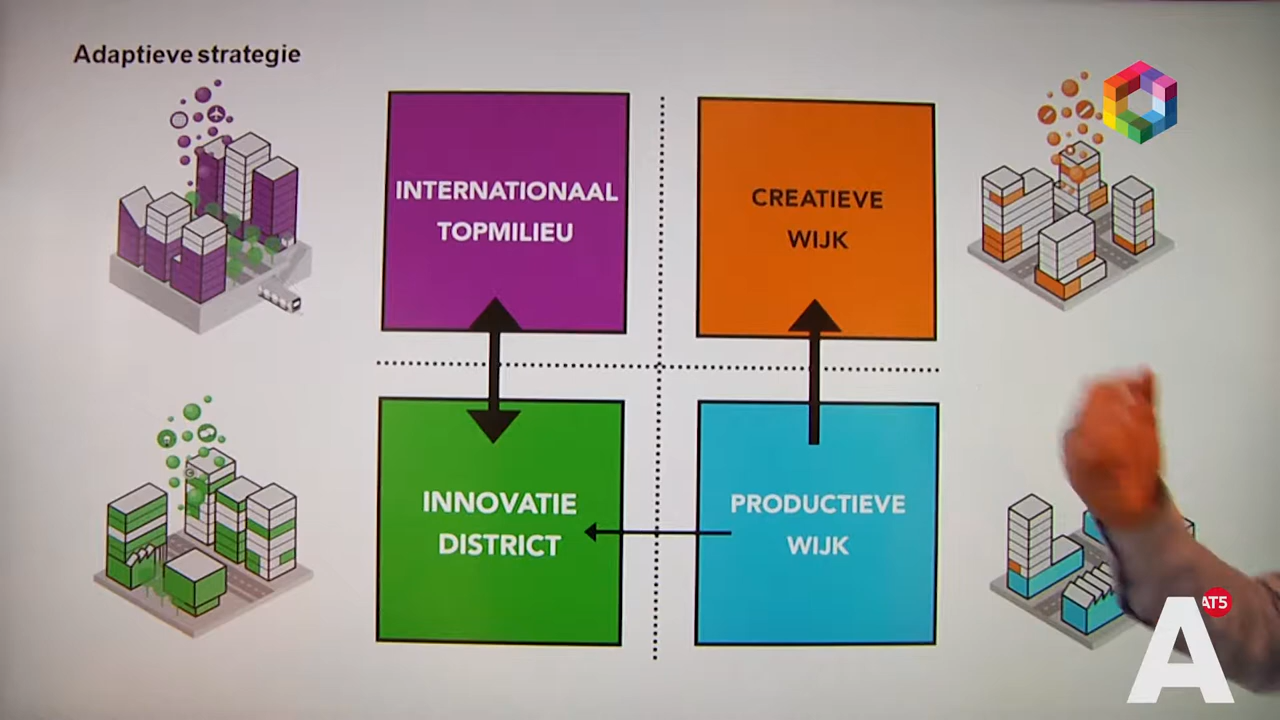 Adaptieve strategie
INTERNATIONAAL
TOPMILIEU
CREATIEVE
WIJK
INNOVATIE
DISTRICT
PRODUCTIEVE
WIJK
A
AT5